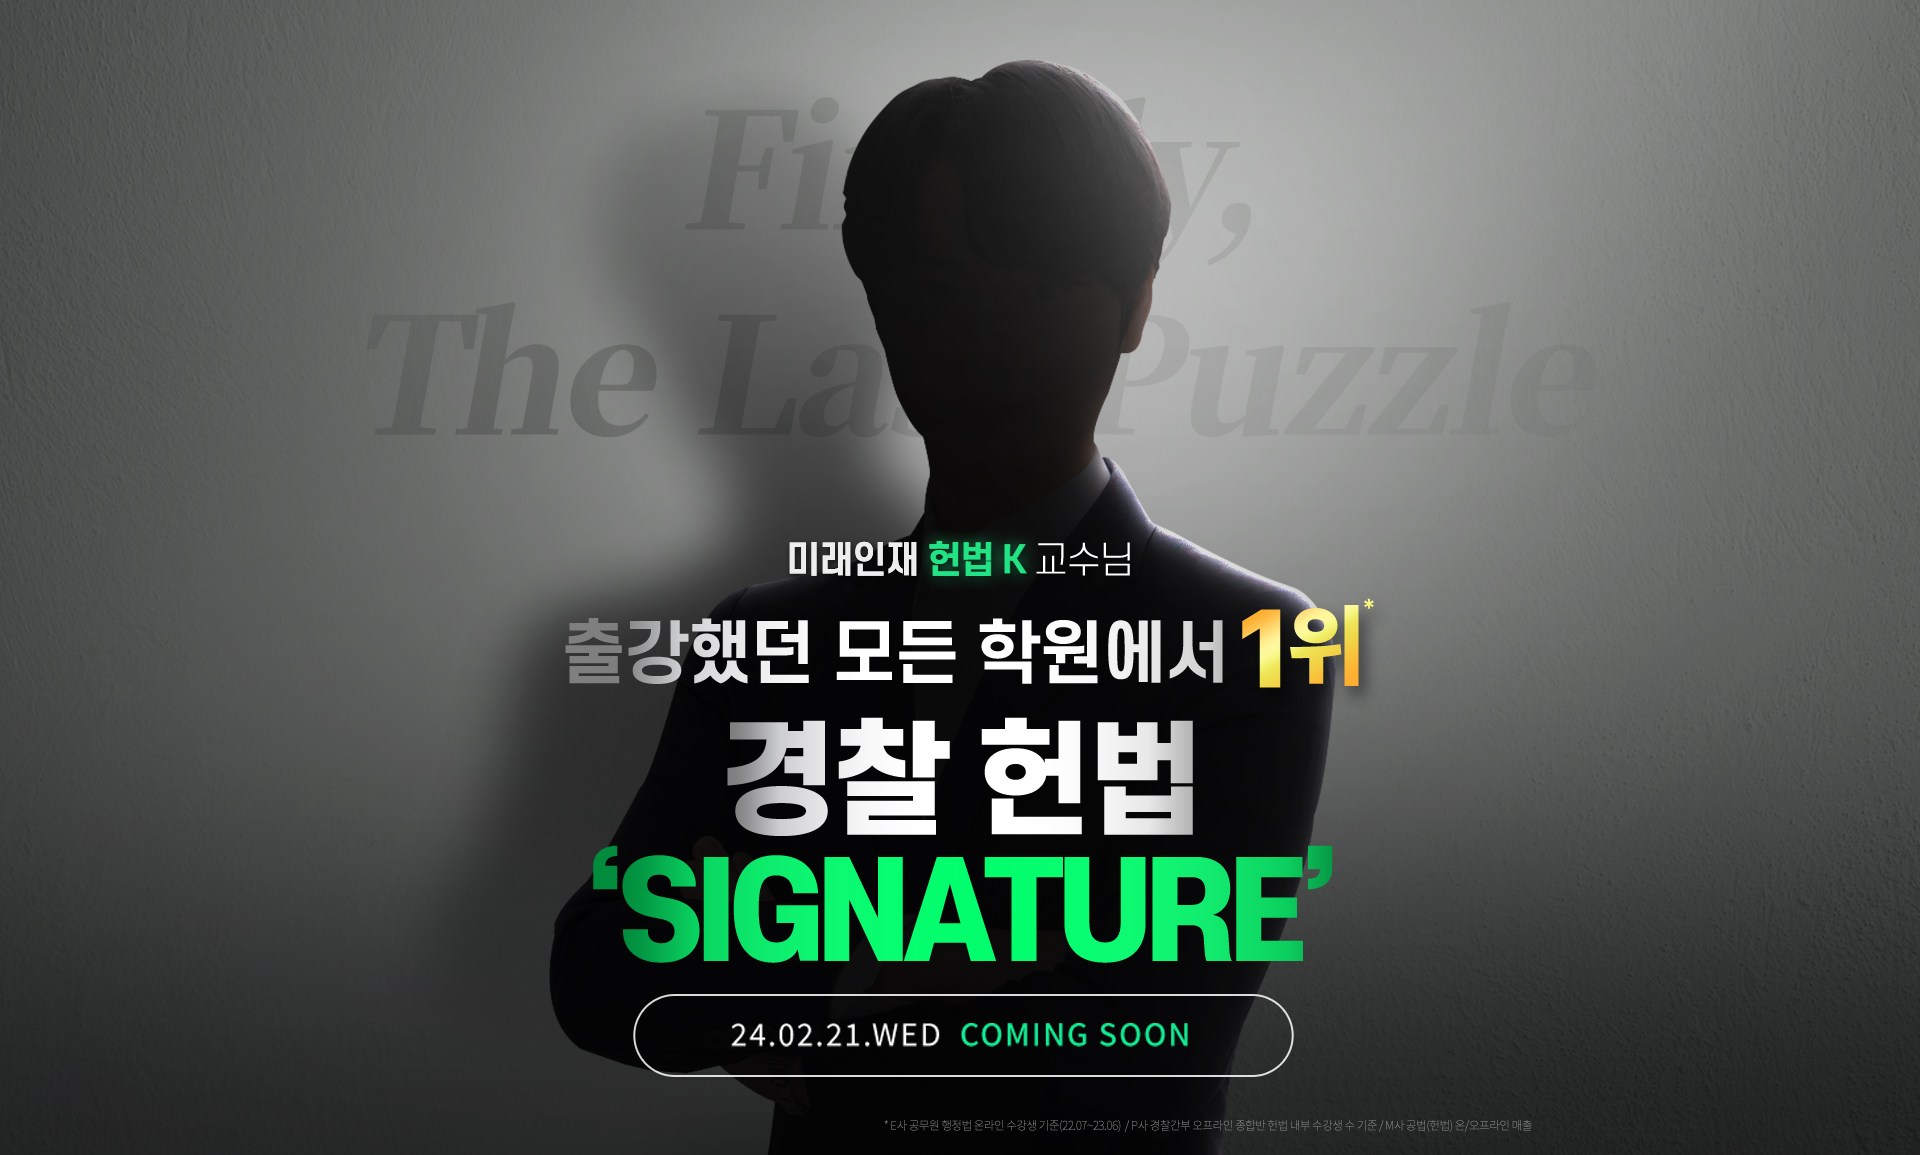 Fi y,
The Las Puzzle
미래인재 헌법 K 교수님
출강했던 모든 학원에서 1위*
경찰 헌법
‘SIGNATURE’
24.02.21.WED COMING SOON
* E사 공무원 행정법 온라인 수강생 기준(22.07~23.06) / P사 경찰간부 오프라인 종합반 헌법 내부 수강생 수 기준 / M사 공법(헌법) 온/오프라인 매출